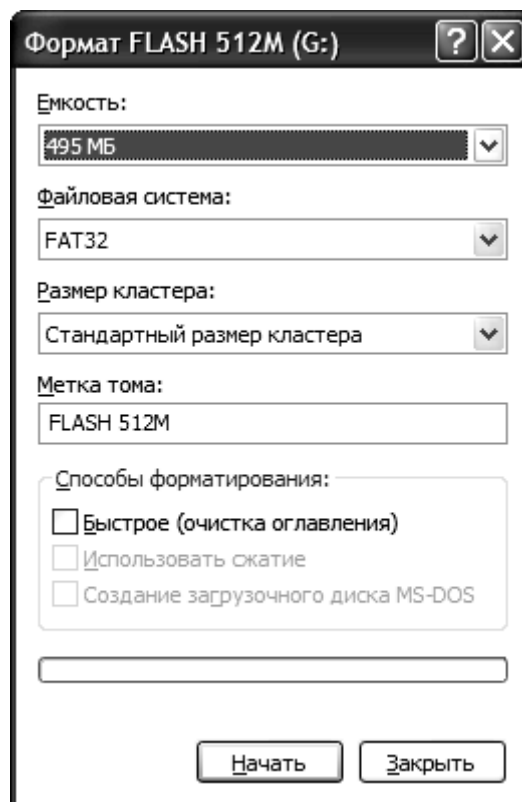 Формат FLASH 512M (G:)
Емкость:
495 МБ
Файловая система:
FAT32
Размер кластера:
Стандартный размер кластера
Метка тома:
FLASH 512M
Способы форматирования:
Быстрое (очистка оглавления)
Использовать сжатие
Создание загрузочного диска MS-DOS
Начать Закрыть